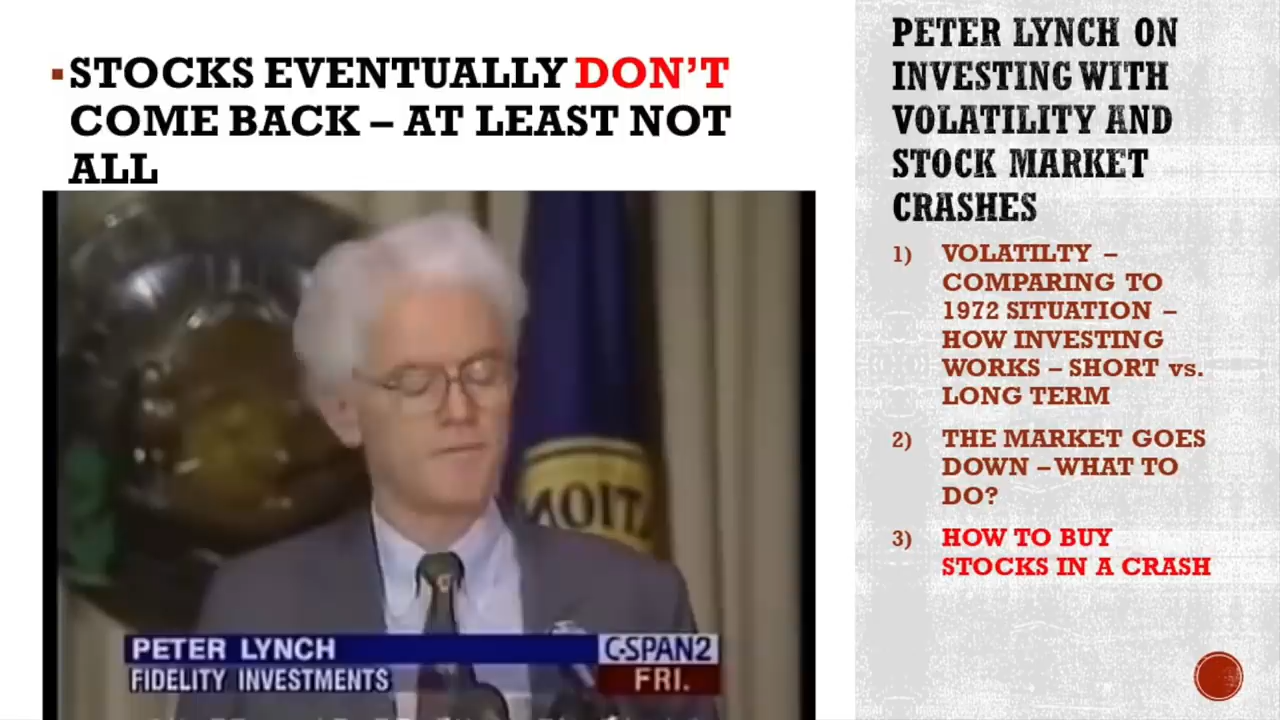 ▪STOCKS EVENTUALLY DON'T
COME BACK – AT LEAST NOT
ALL
PETER LYNCH
C-SPAN2
FIDELITY INVESTMENTS
FRI.
PETER LYNCH ON
INVESTING WITH
VOLATILITY AND
STOCK MARKET
CRASHES
1) VOLATILTY –
COMPARING TO
1972 SITUATION –
HOW INVESTING
WORKS – SHORT vs.
LONG TERM
2) THE MARKET GOES
DOWN – WHAT TO
DO?
3) HOW TO BUY
STOCKS IN A CRASH